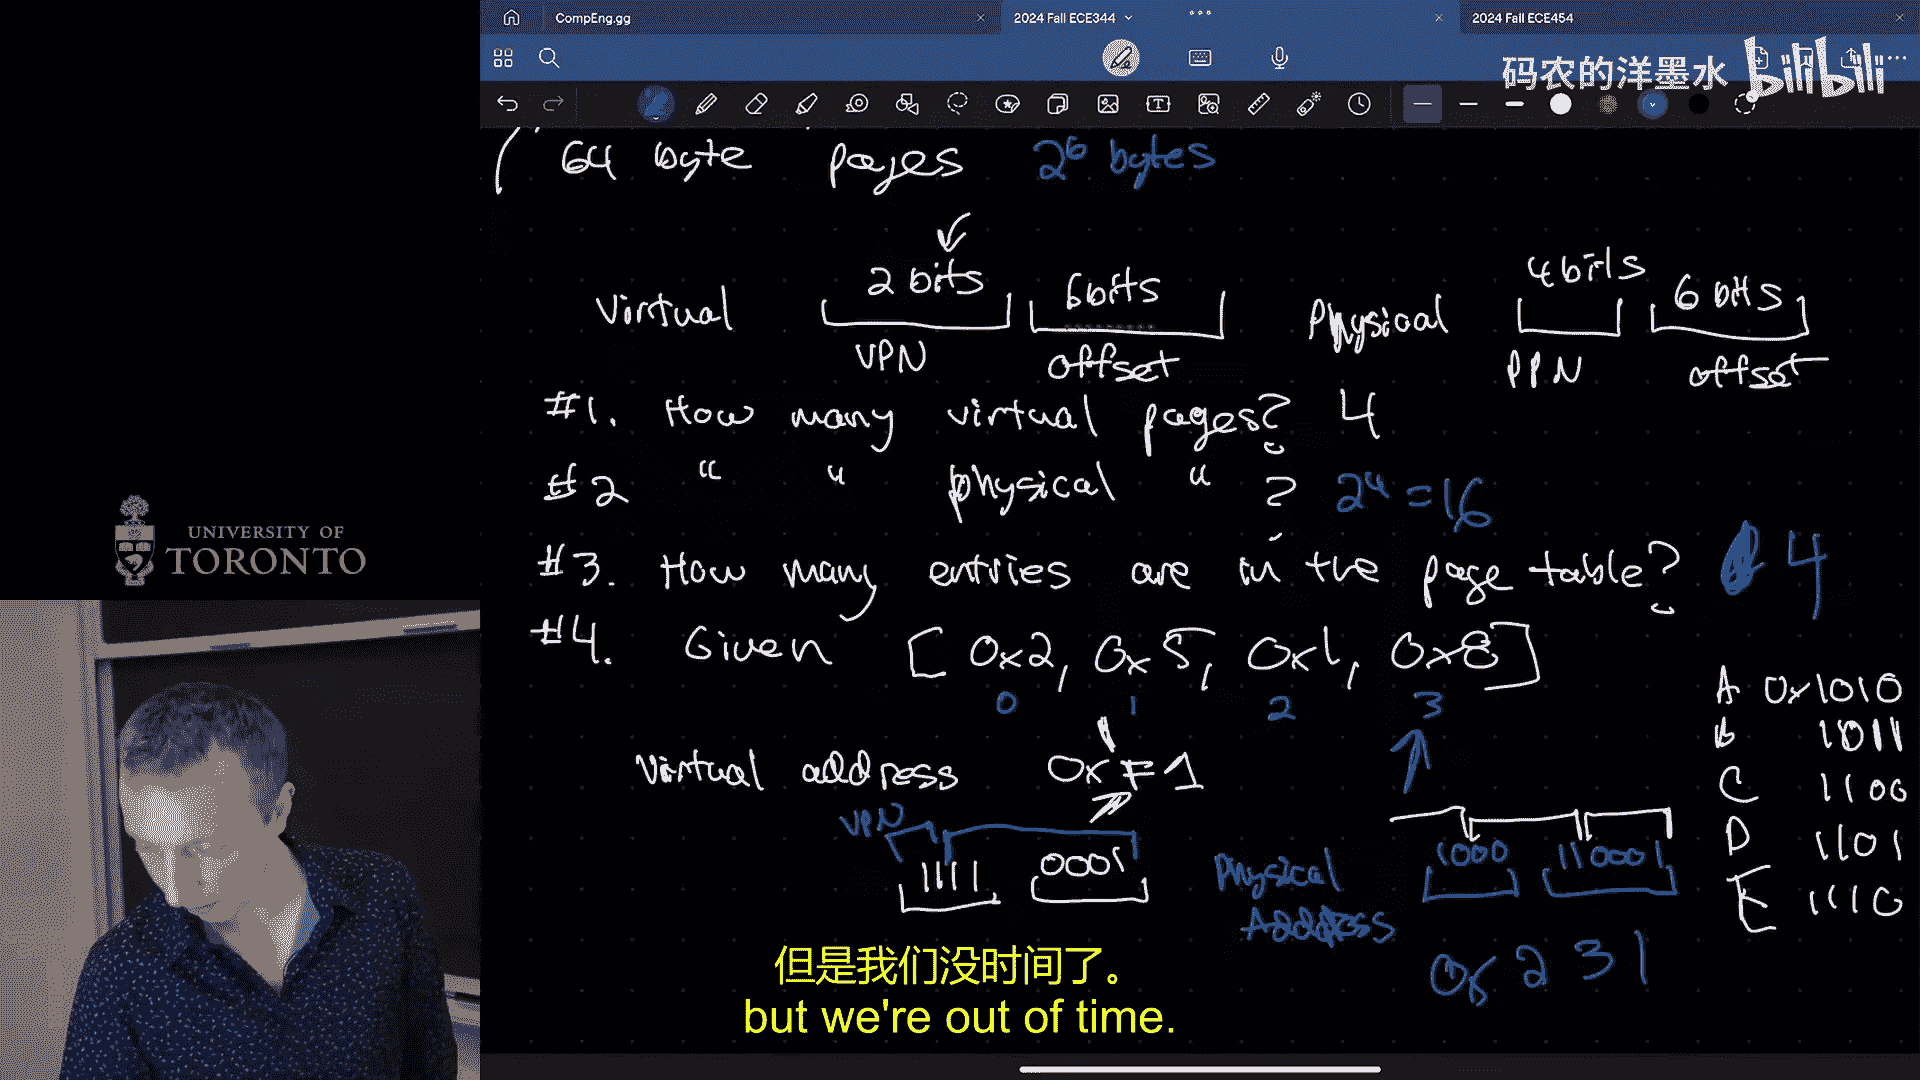 CompEng.gg
2024 Fall ECE344
2024 Fall ECE454
码农的洋墨水 bilibili
64 byte pages 2^6 bytes
Virtual 2 bits 6 bits Physical 4 bits 6 bits
VPN offset PPN offset
#1. How many virtual pages? 4
#2 " " physical " ? 2^4 = 16
#3. How many entries are in the page table? 4
#4. Given [0x2, 0x5, 0x1, 0x8]
0 1 2 3
Virtual address 0xF1
VPN
1111 0001
Physical Address
1000 110001
0x231
A 0x1010
B 1011
C 1100
D 1101
E 1110
UNIVERSITY OF
TORONTO
但是我们没时间了。
but we're out of time.